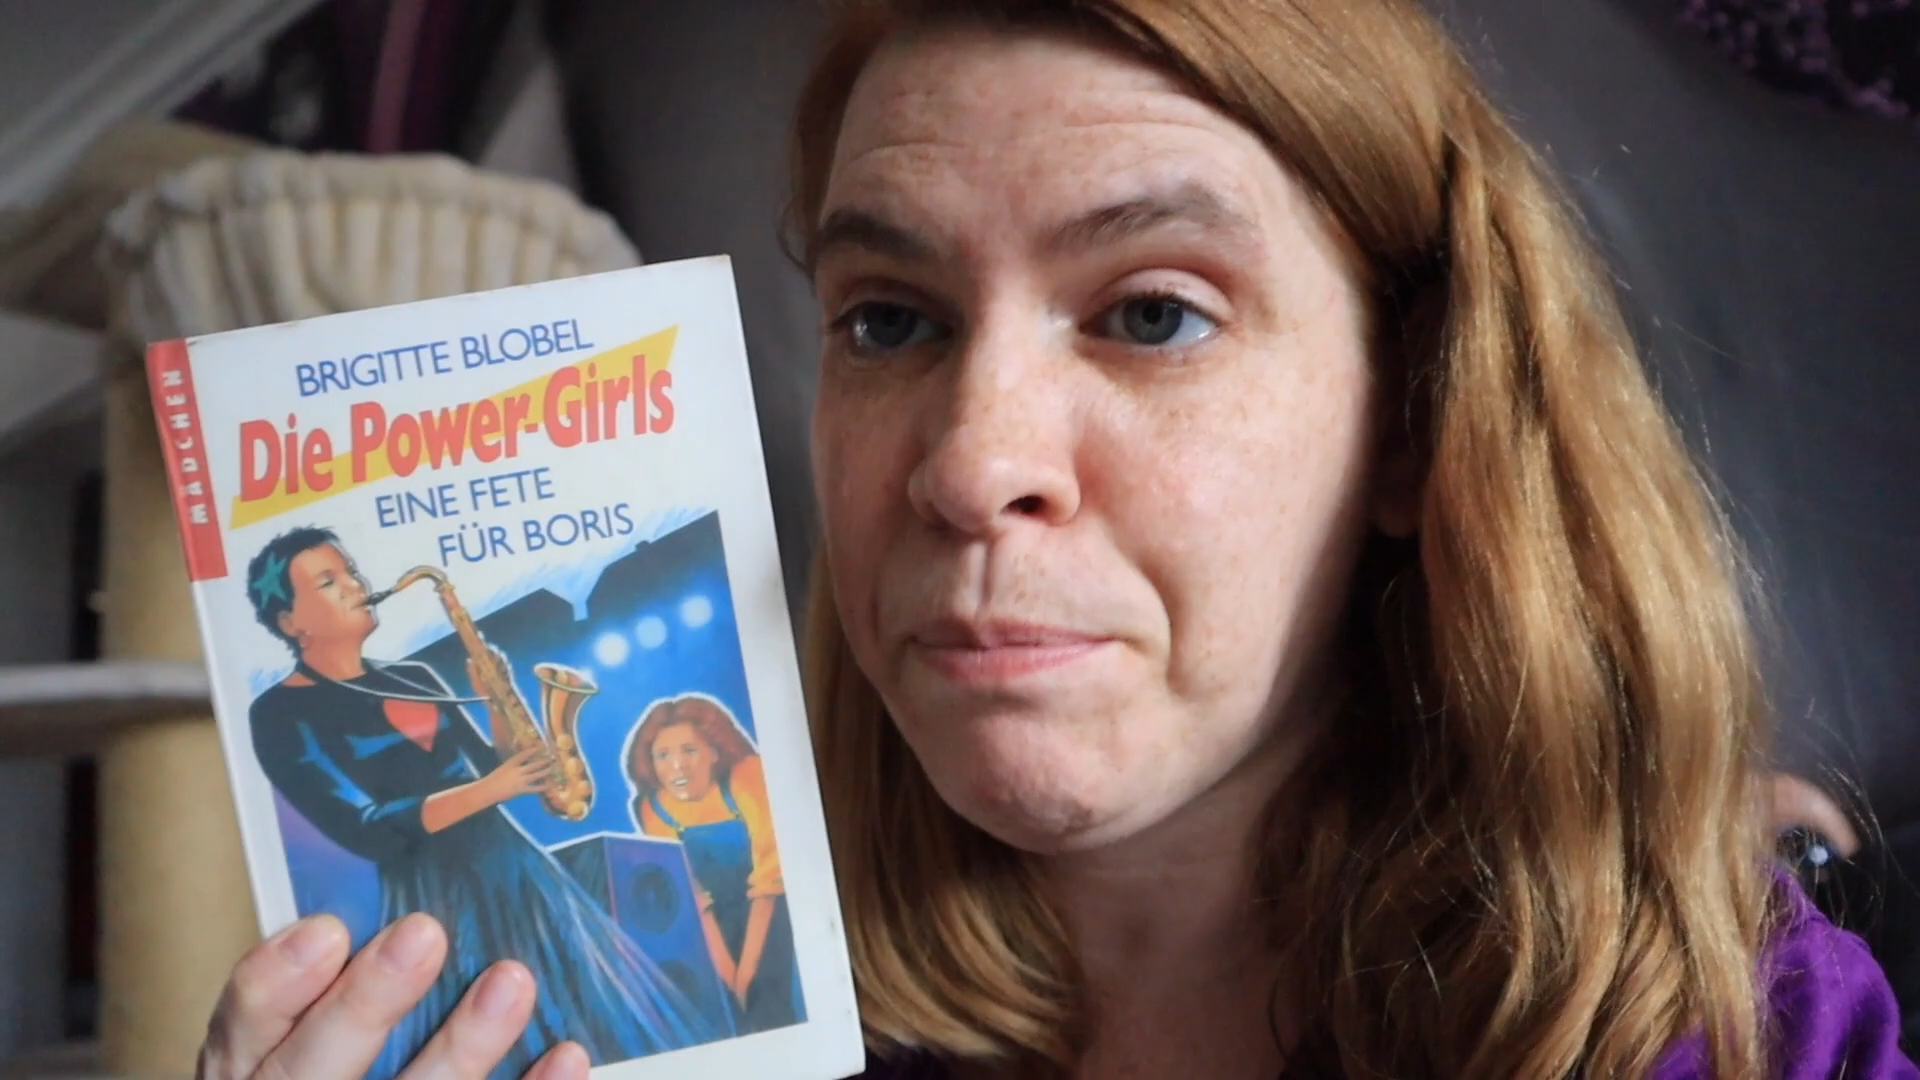 BRIGITTE BLOBEL
Die Power-Girls
EINE FETE
FÜR BORIS
MÄDCHEN